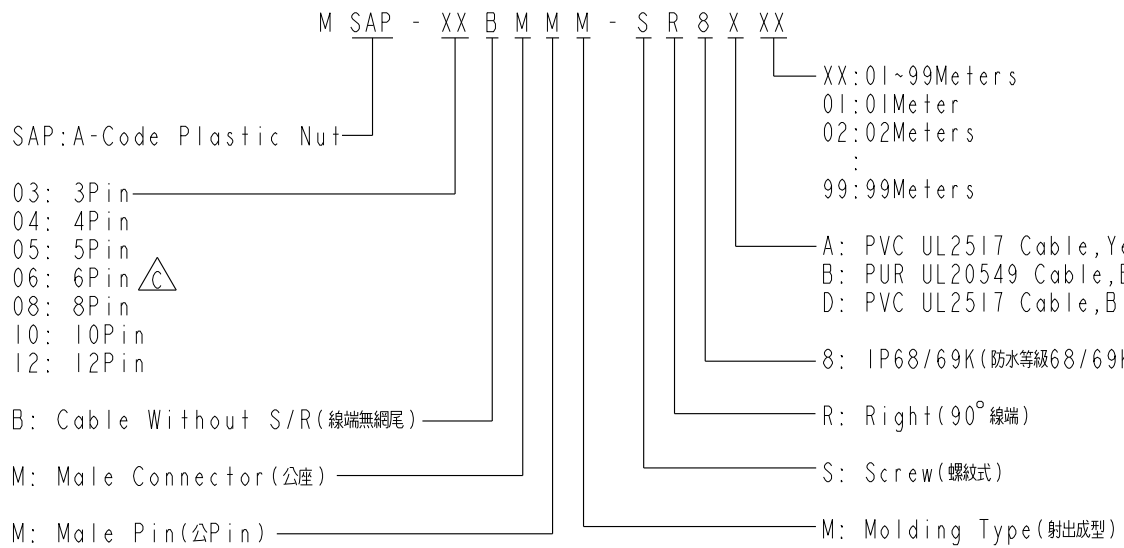 M SAP - XX B M M M - S R 8 X XX
SAP:A-Code Plastic Nut
03: 3Pin
04: 4Pin
05: 5Pin
06: 6Pin C
08: 8Pin
10: 10Pin
12: 12Pin
B: Cable Without S/R(線端無網尾)
M: Male Connector(公座)
M: Male Pin(公Pin)
XX:01~99Meters
01:01Meter
02:02Meters
:
99:99Meters
A: PVC UL2517 Cable,Ye
B: PUR UL20549 Cable,B
D: PVC UL2517 Cable,B
8: IP68/69K(防水等級68/69K
R: Right(90°線端)
S: Screw(螺紋式)
M: Molding Type(射出成型)